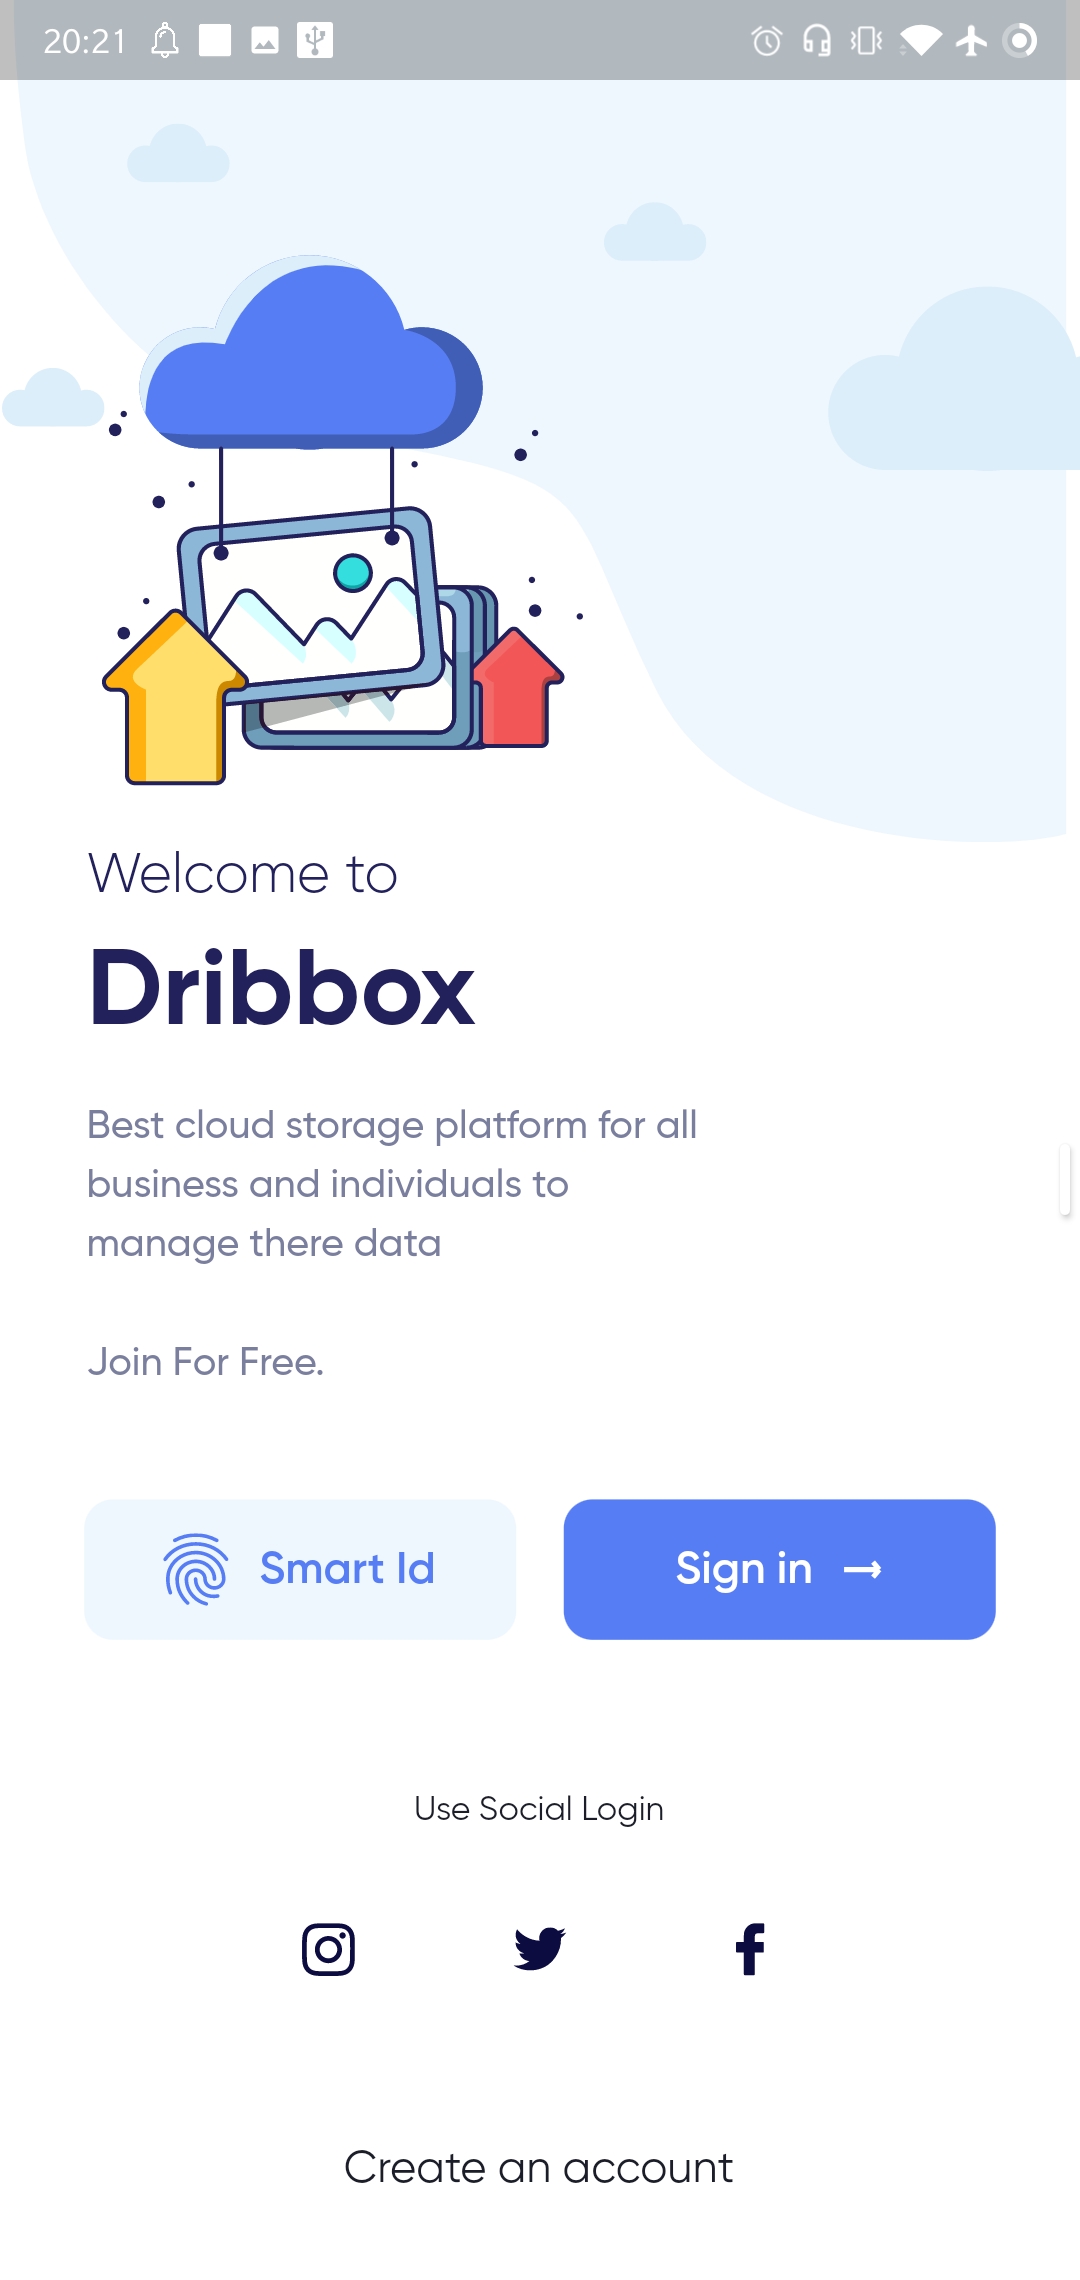 20:21
Welcome to
Dribbox
Best cloud storage platform for all
business and individuals to
manage there data
Join For Free.
Smart Id
Sign in →
Use Social Login
Create an account